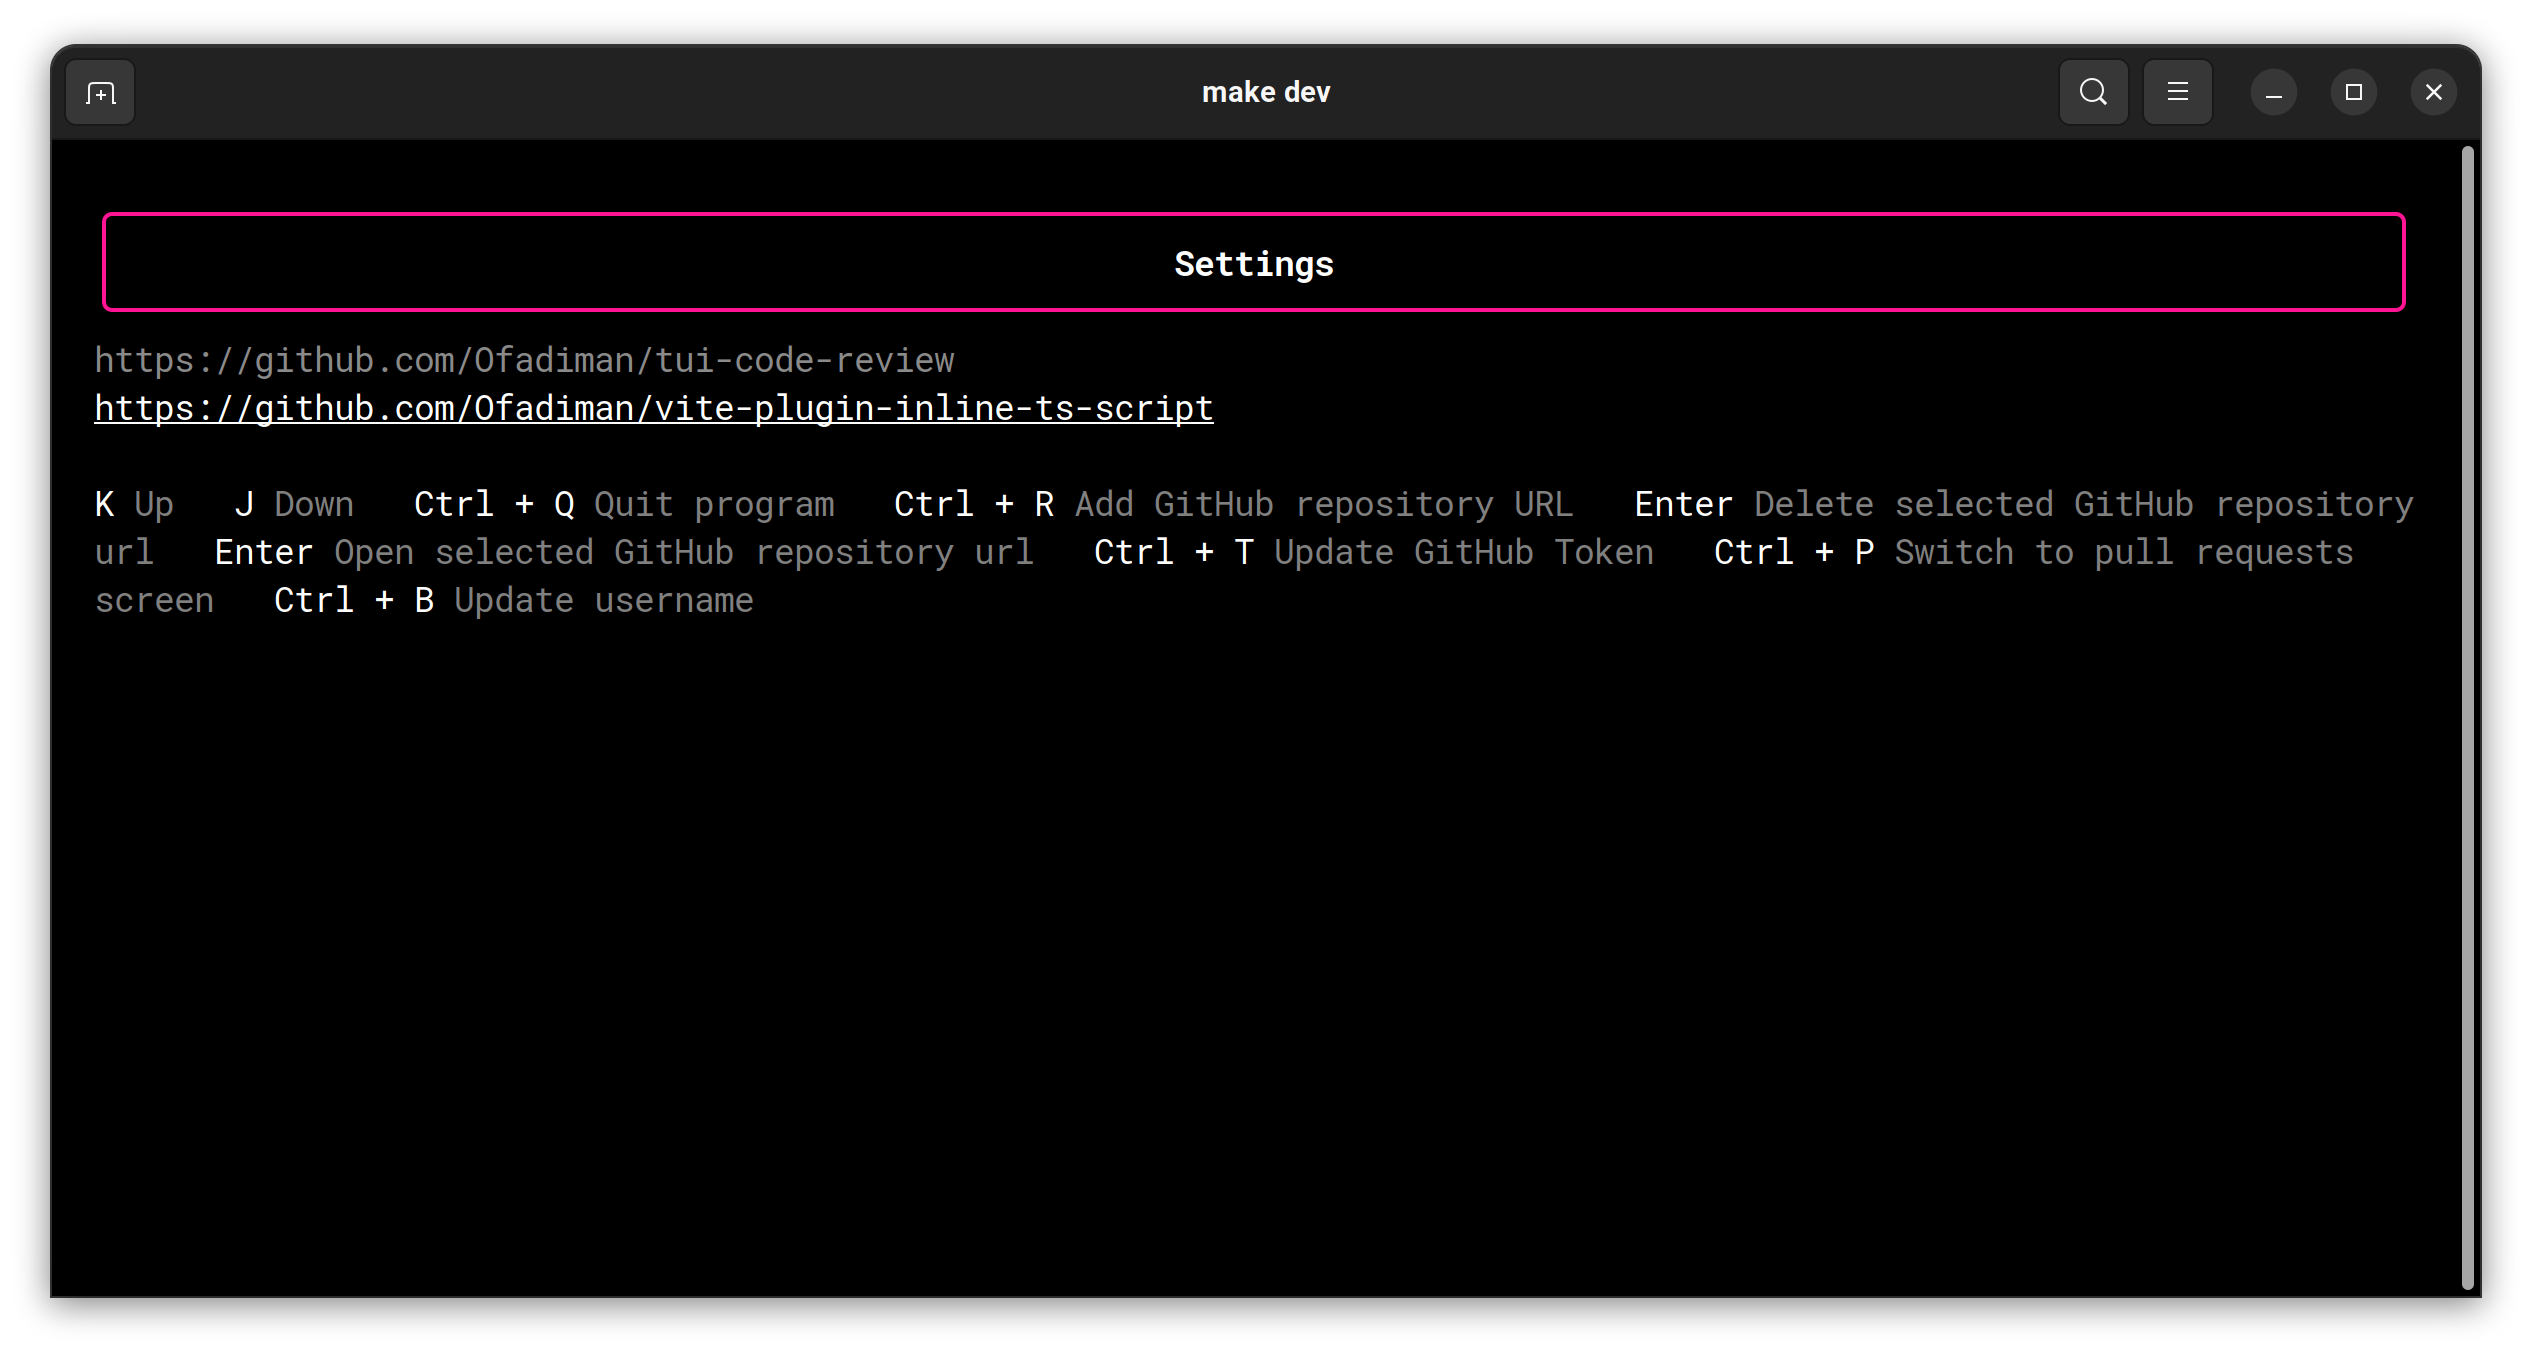 make dev
Settings
https://github.com/Ofadiman/tui-code-review
https://github.com/Ofadiman/vite-plugin-inline-ts-script
K Up   J Down   Ctrl + Q Quit program   Ctrl + R Add GitHub repository URL   Enter Delete selected GitHub repository
url   Enter Open selected GitHub repository url   Ctrl + T Update GitHub Token   Ctrl + P Switch to pull requests
screen   Ctrl + B Update username